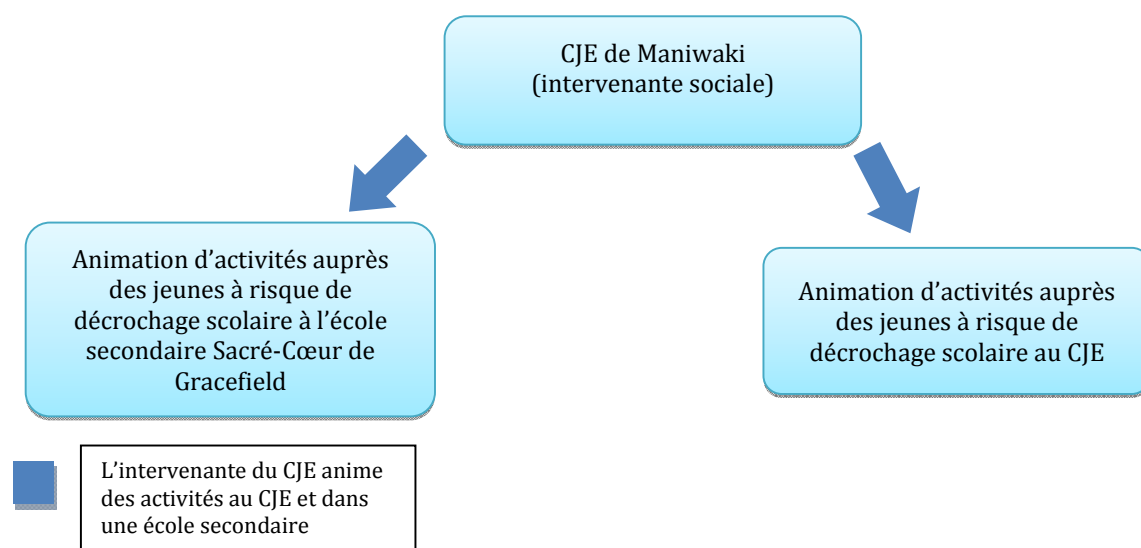 CJE de Maniwaki
(intervenante sociale)
Animation d’activités auprès
des jeunes à risque de
décrochage scolaire à l’école
secondaire Sacré-Cœur de
Gracefield
Animation d’activités auprès
des jeunes à risque de
décrochage scolaire au CJE
L’intervenante du CJE anime
des activités au CJE et dans
une école secondaire